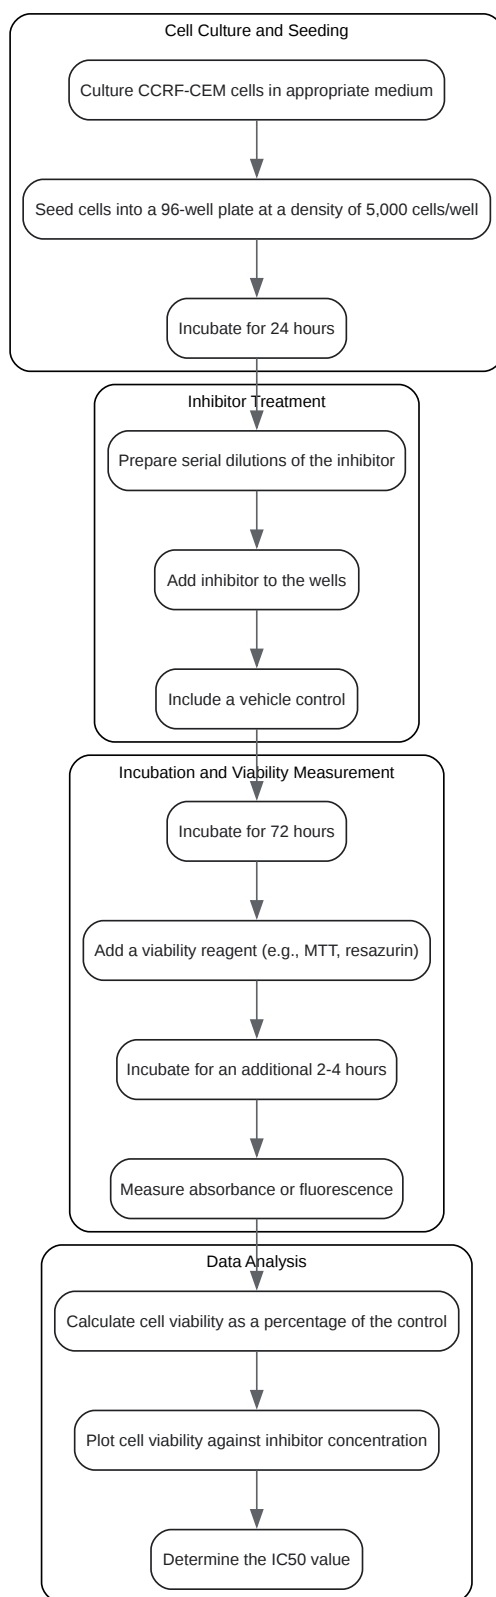 Cell Culture and Seeding
Culture CCRF-CEM cells in appropriate medium
Seed cells into a 96-well plate at a density of 5,000 cells/well
Incubate for 24 hours
Inhibitor Treatment
Prepare serial dilutions of the inhibitor
Add inhibitor to the wells
Include a vehicle control
Incubation and Viability Measurement
Incubate for 72 hours
Add a viability reagent (e.g., MTT, resazurin)
Incubate for an additional 2-4 hours
Measure absorbance or fluorescence
Data Analysis
Calculate cell viability as a percentage of the control
Plot cell viability against inhibitor concentration
Determine the IC50 value